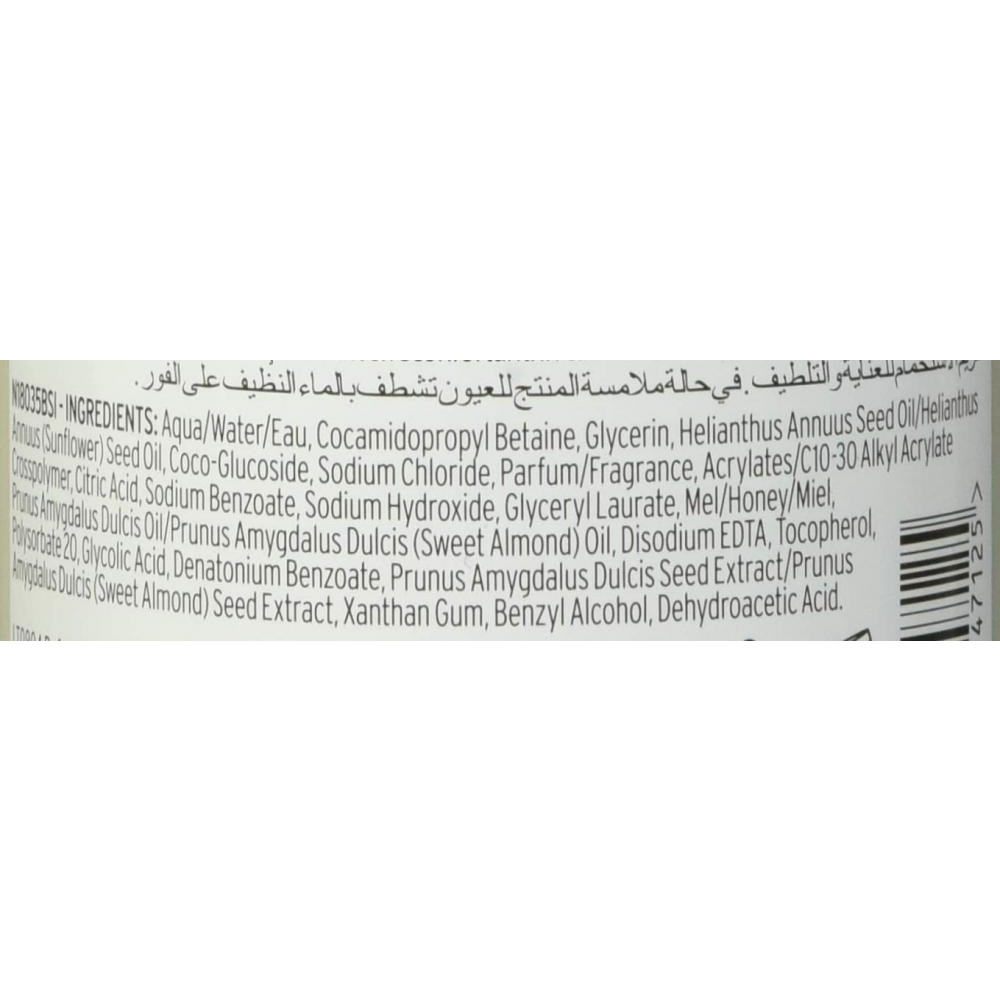 للعناية و التلطيف. في حالة ملامسة المنتج للعيون تشطف بالماء النظيف على الفور.
N18035BSI - INGREDIENTS: Aqua/Water/Eau, Cocamidopropyl Betaine, Glycerin, Helianthus Annuus Seed Oil/Helianthus
Annuus (Sunflower) Seed Oil, Coco-Glucoside, Sodium Chloride, Parfum/Fragrance, Acrylates/C10-30 Alkyl Acrylate
Crosspolymer, Citric Acid, Sodium Benzoate, Sodium Hydroxide, Glyceryl Laurate, Mel/Honey/Miel,
Prunus Amygdalus Dulcis Oil/Prunus Amygdalus Dulcis (Sweet Almond) Oil, Disodium EDTA, Tocopherol,
Polysorbate 20, Glycolic Acid, Denatonium Benzoate, Prunus Amygdalus Dulcis Seed Extract/Prunus
Amygdalus Dulcis (Sweet Almond) Seed Extract, Xanthan Gum, Benzyl Alcohol, Dehydroacetic Acid.
471251>